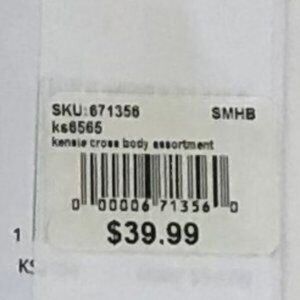 SKU:671356 SMHB
ks6565
kensie cross body assortment
0 00006 71356 0
$39.99
1
KS